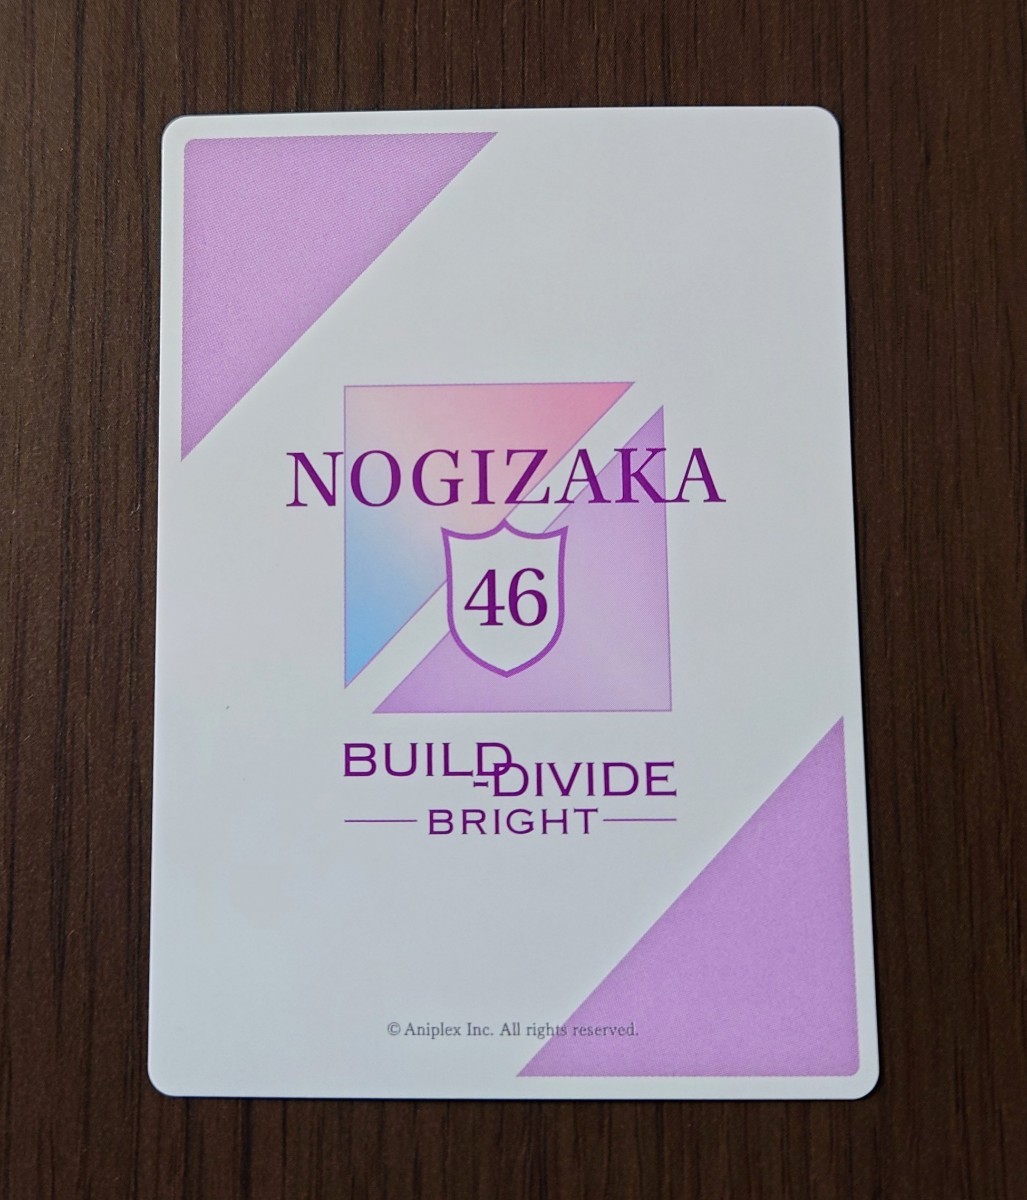 NOGIZAKA
46
BUILD-DIVIDE
BRIGHT
© Aniplex Inc. All rights reserved.